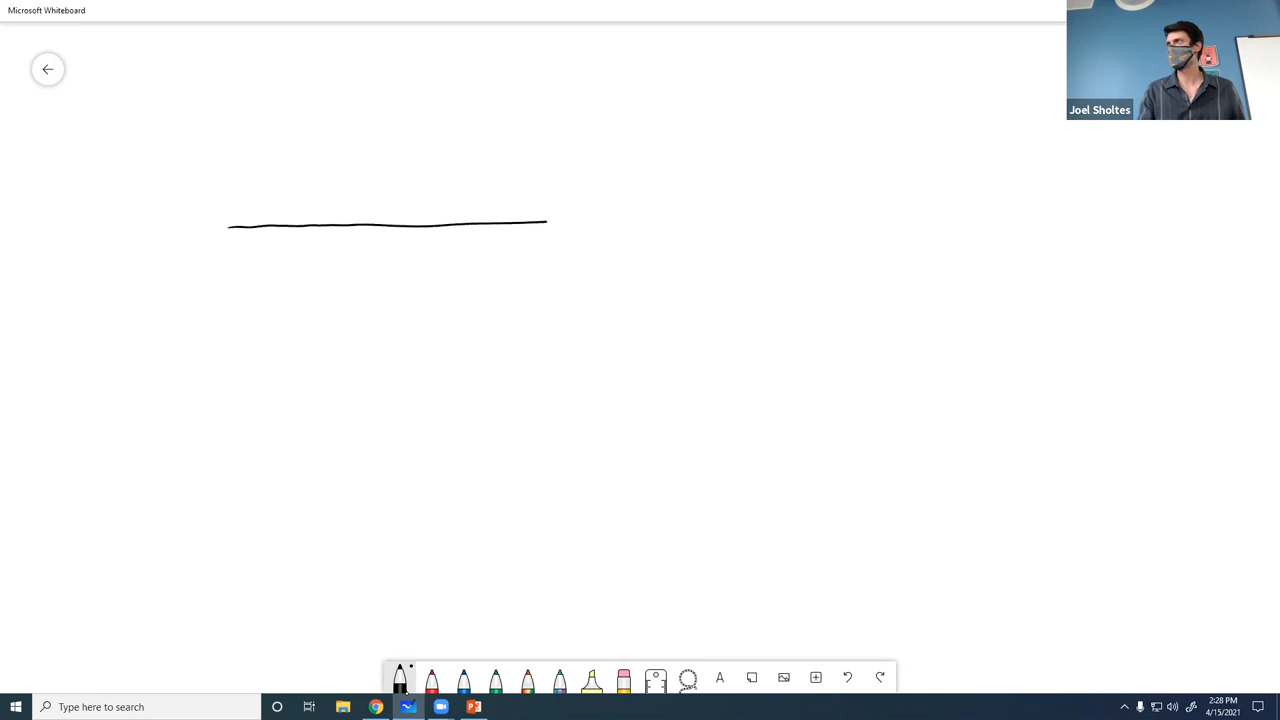 Microsoft Whiteboard
Joel Sholtes
A
Type here to search
2:28 PM
4/15/2021